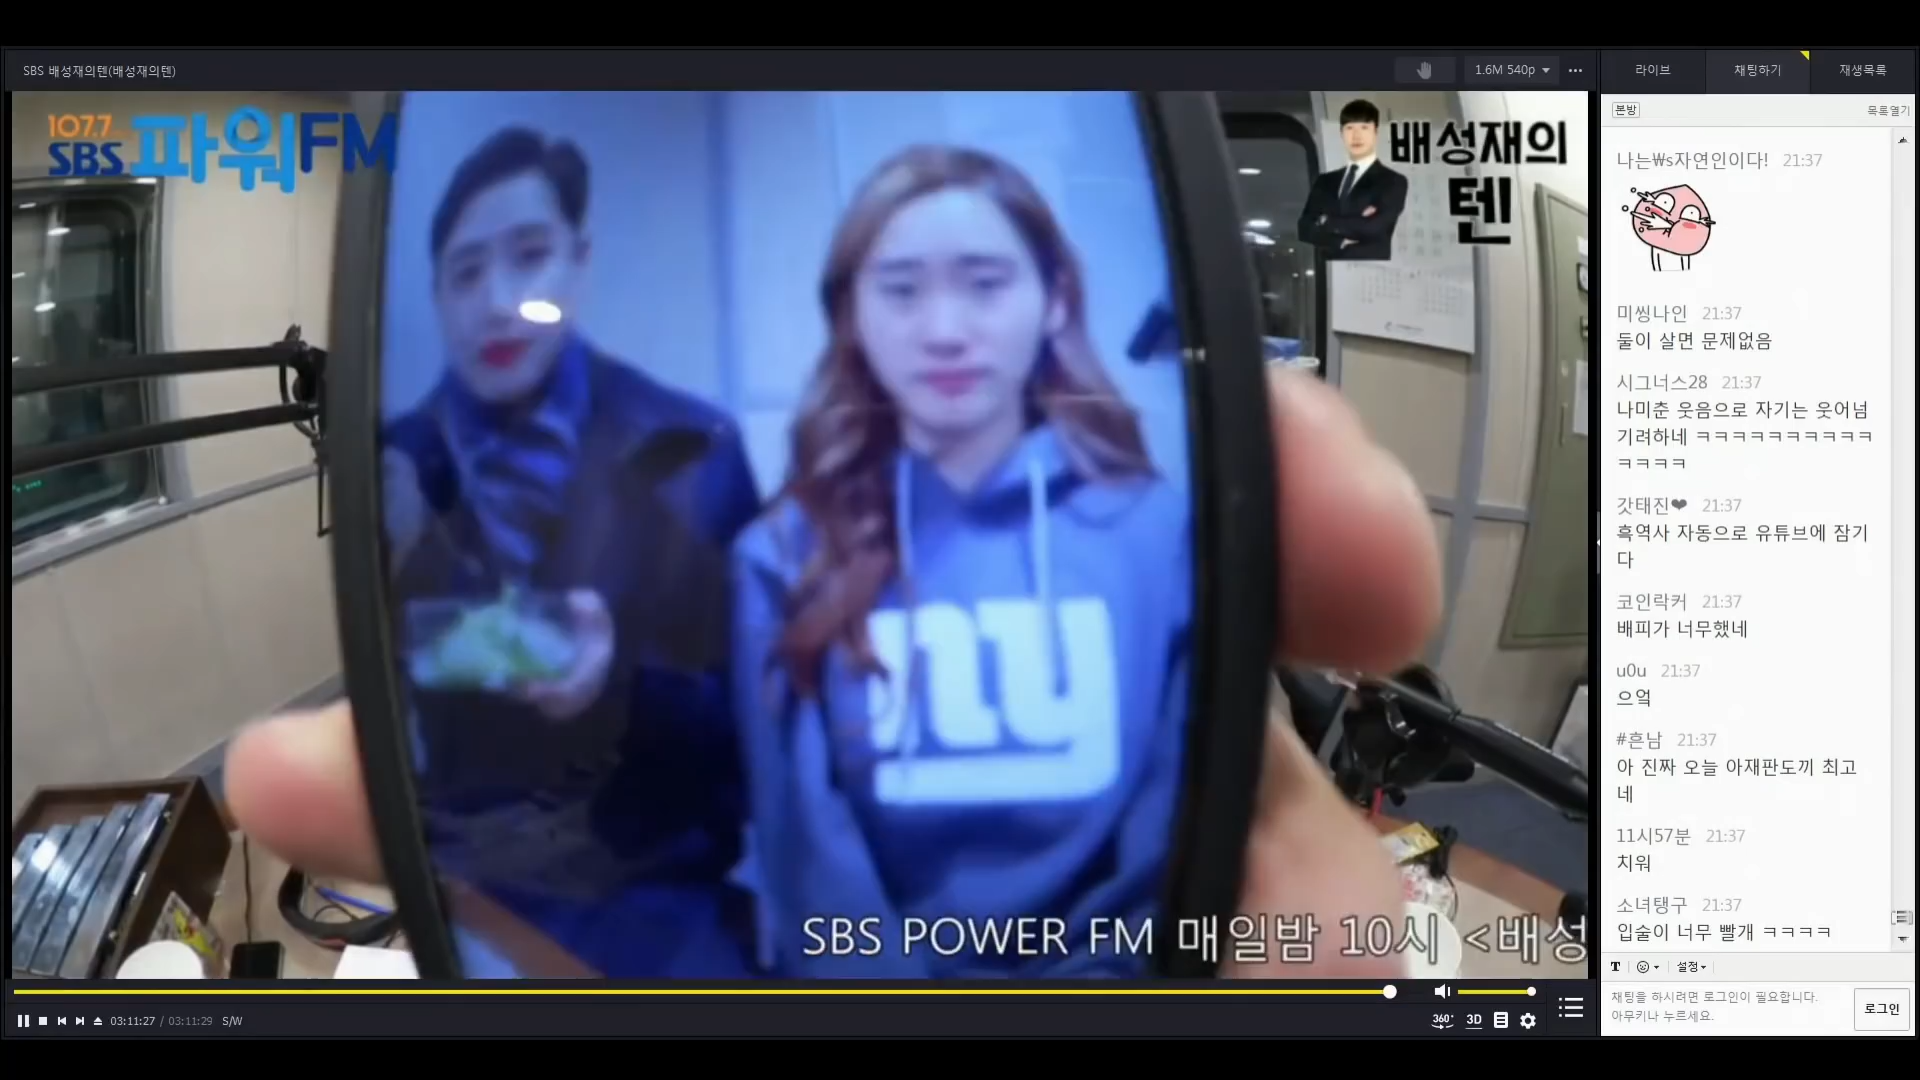 SBS 배성재의텐(배성재의텐)
1.6M 540p
라이브
채팅하기
재생목록
107.7
SBS 파워FM
배성재의
텐
ny
SBS POWER FM 매일밤 10시 <배성
03:11:27 / 03:11:29 S/W
360°
3D
본방
목록열기
나는₩s자연인이다! 21:37
미씽나인 21:37
둘이 살면 문제없음
시그너스28 21:37
나미춘 웃음으로 자기는 웃어넘
기려하네 ㅋㅋㅋㅋㅋㅋㅋㅋㅋㅋ
ㅋㅋㅋㅋ
갓태진❤ 21:37
흑역사 자동으로 유튜브에 잠기
다
코인락커 21:37
배피가 너무했네
u0u 21:37
으억
#흔남 21:37
아 진짜 오늘 아재판도끼 최고
네
11시57분 21:37
치워
소녀탱구 21:37
입술이 너무 빨개 ㅋㅋㅋㅋ
T
설정
채팅을 하시려면 로그인이 필요합니다.
아무키나 누르세요.
로그인